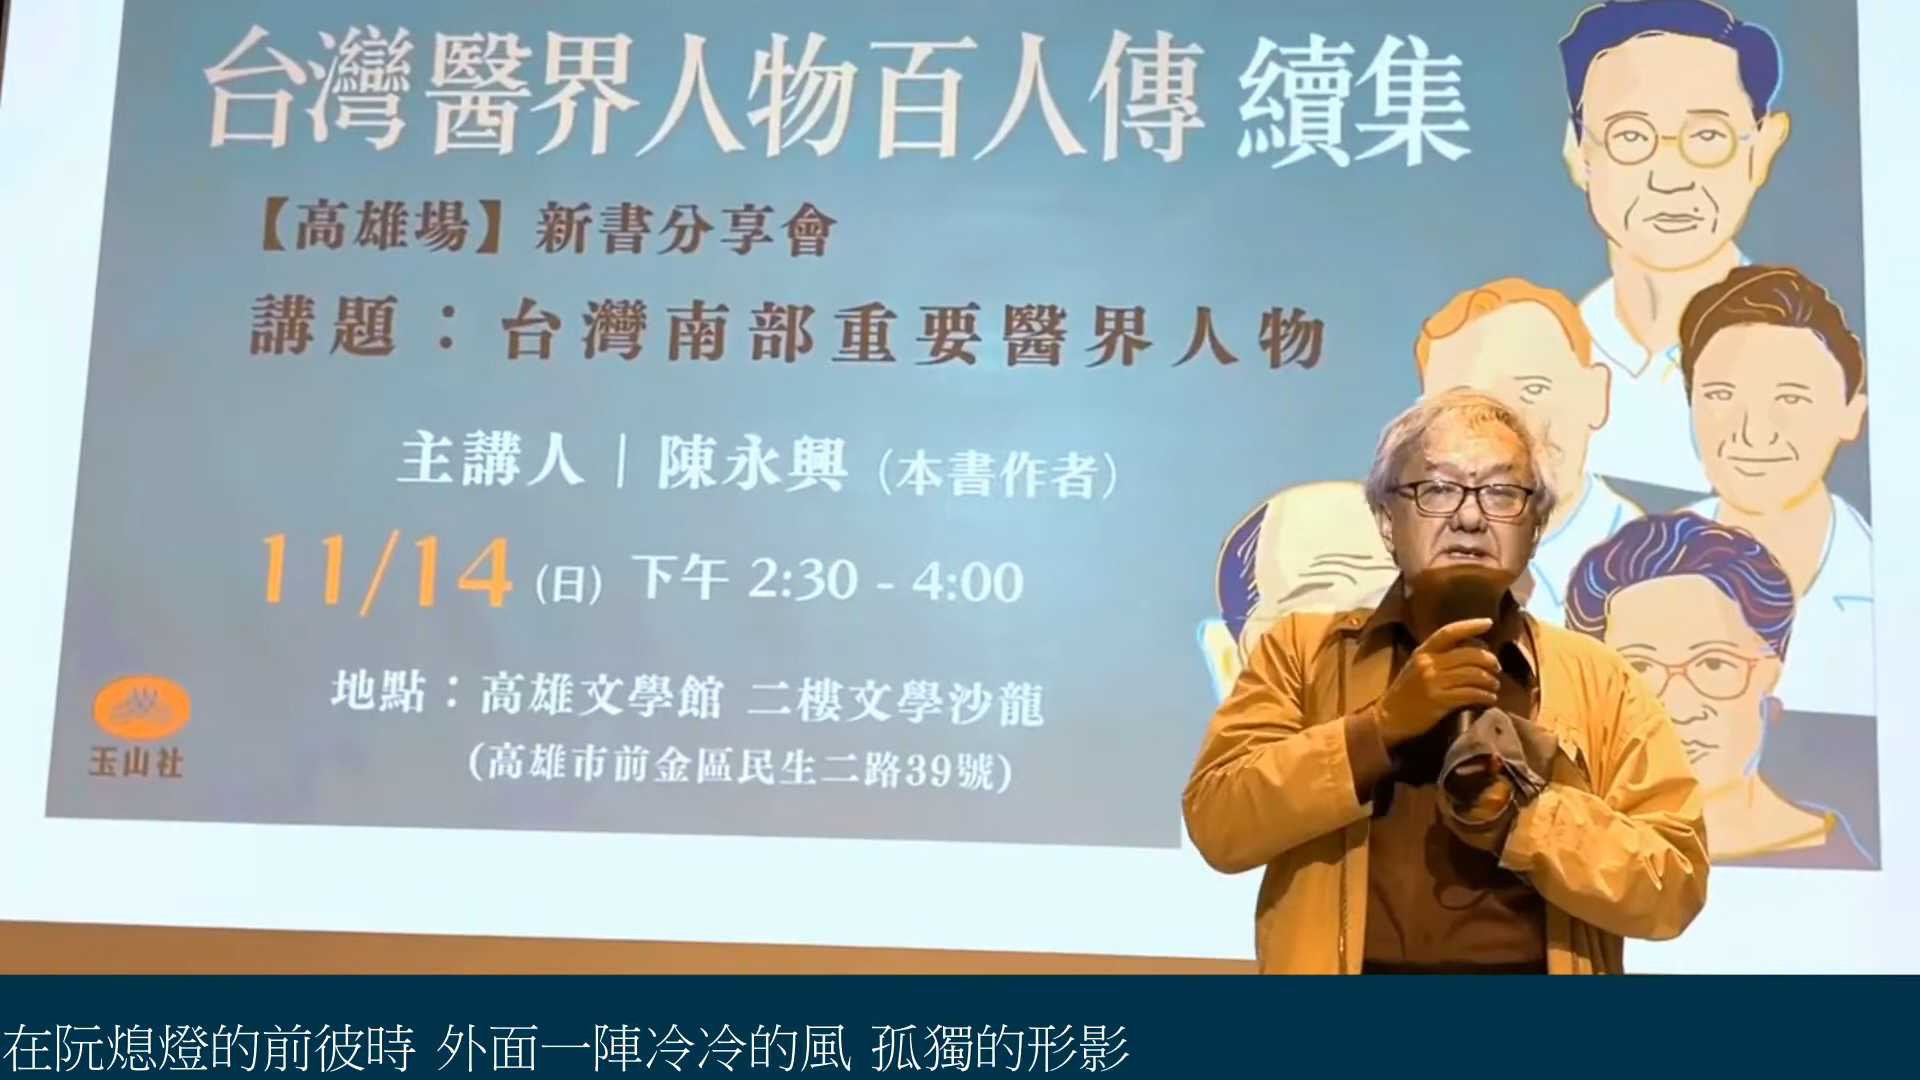 台灣醫界人物百人傳 續集
【高雄場】新書分享會
講題：台灣南部重要醫界人物
主講人｜陳永興（本書作者）
11/14（日）下午 2:30 - 4:00
地點：高雄文學館 二樓文學沙龍
(高雄市前金區民生二路39號)
玉山社
在阮熄燈的前彼時 外面一陣冷冷的風 孤獨的形影